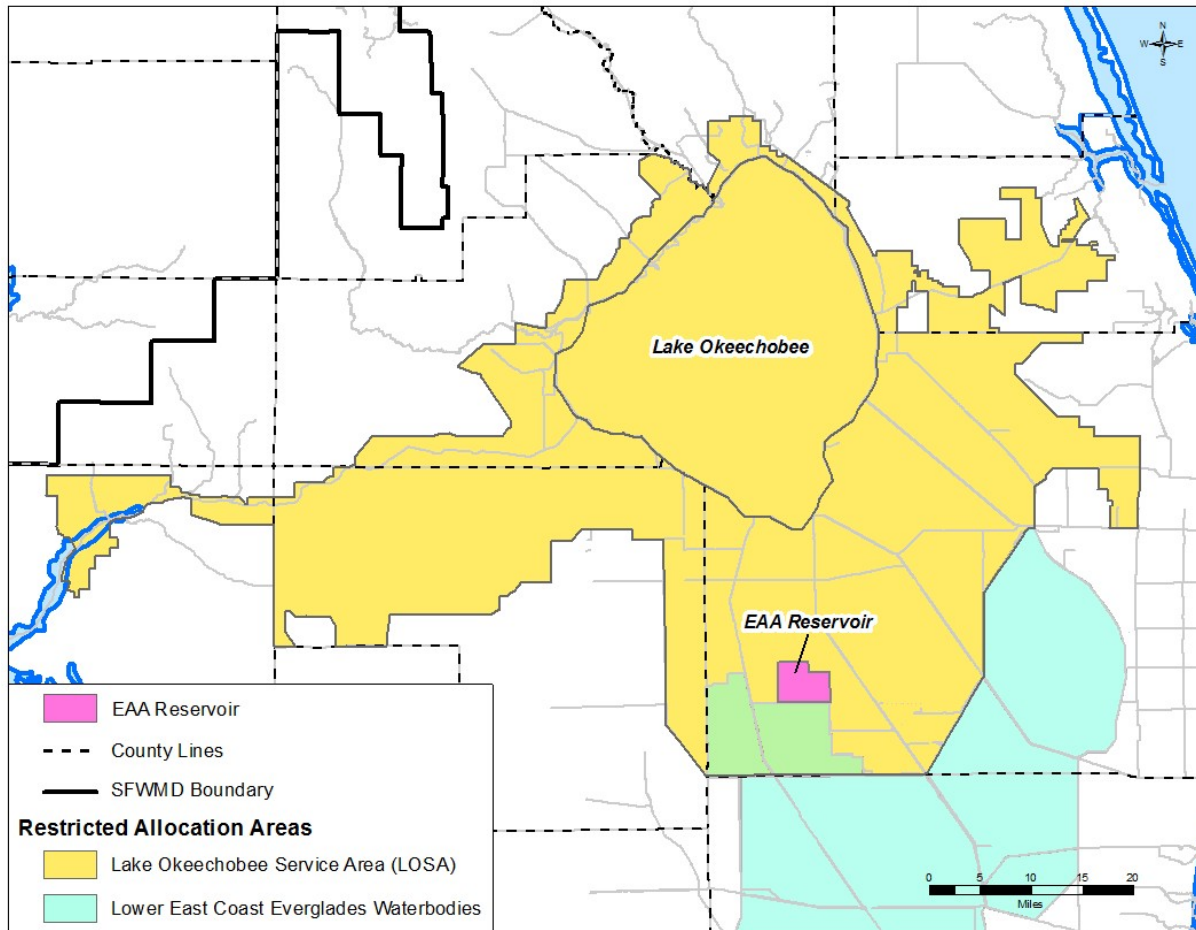 N
W E
S
Lake Okeechobee
EAA Reservoir
EAA Reservoir
County Lines
SFWMD Boundary
Restricted Allocation Areas
Lake Okeechobee Service Area (LOSA)
Lower East Coast Everglades Waterbodies
0 5 10 15 20
Miles